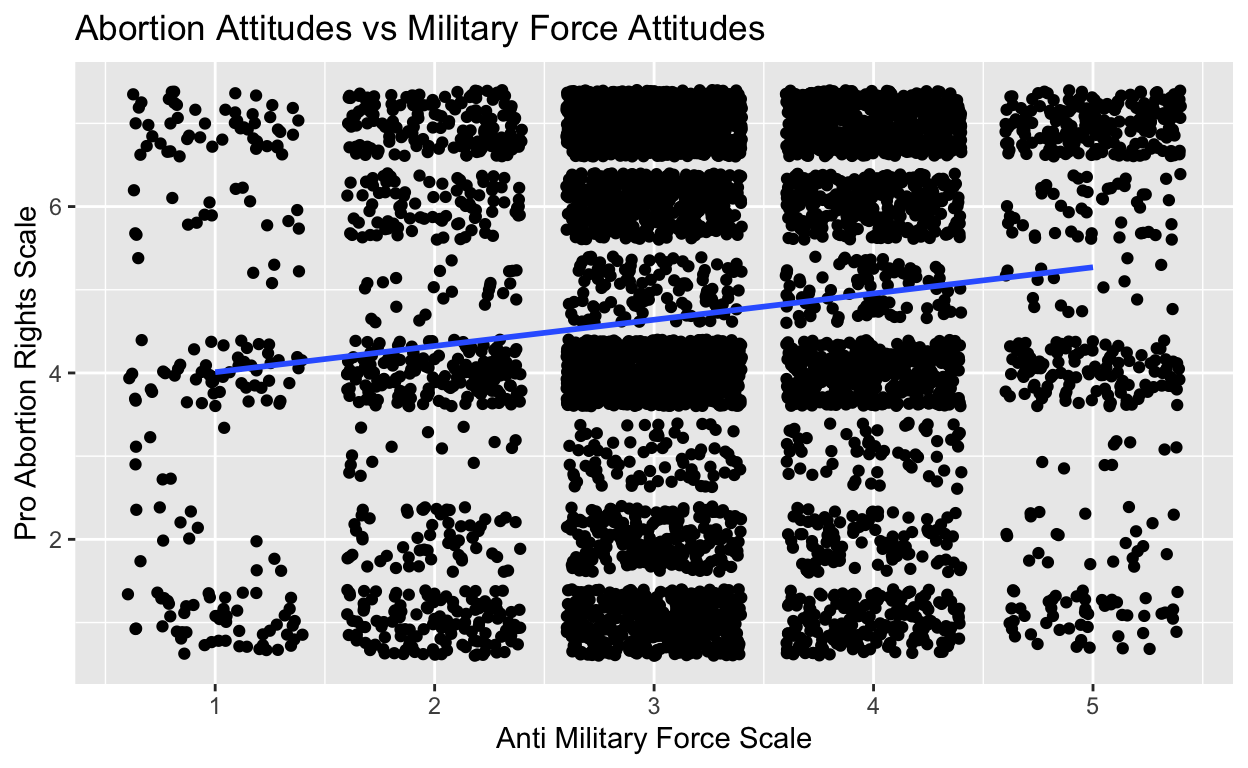 Abortion Attitudes vs Military Force Attitudes
Pro Abortion Rights Scale
6
4
2
1 2 3 4 5
Anti Military Force Scale